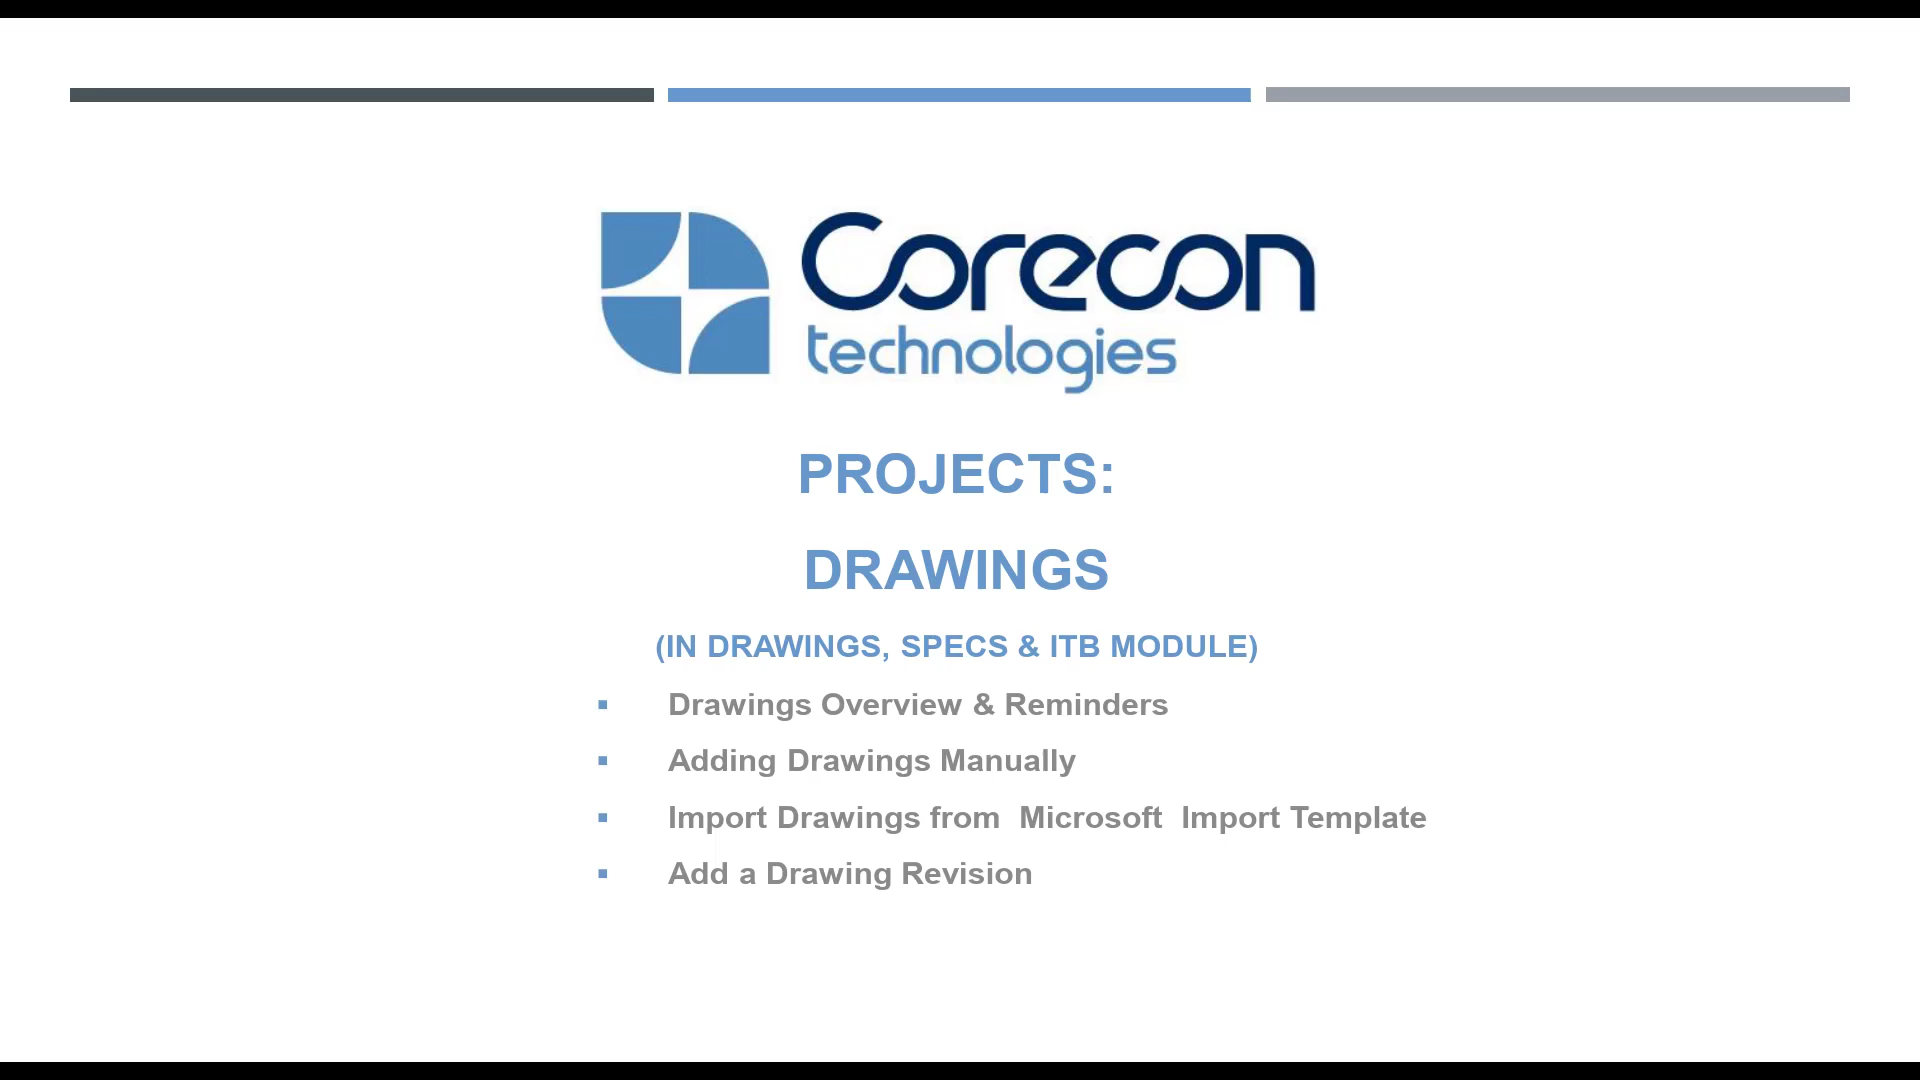 Corecon
technologies
PROJECTS:
DRAWINGS
(IN DRAWINGS, SPECS & ITB MODULE)
▪ Drawings Overview & Reminders
▪ Adding Drawings Manually
▪ Import Drawings from  Microsoft  Import Template
▪ Add a Drawing Revision